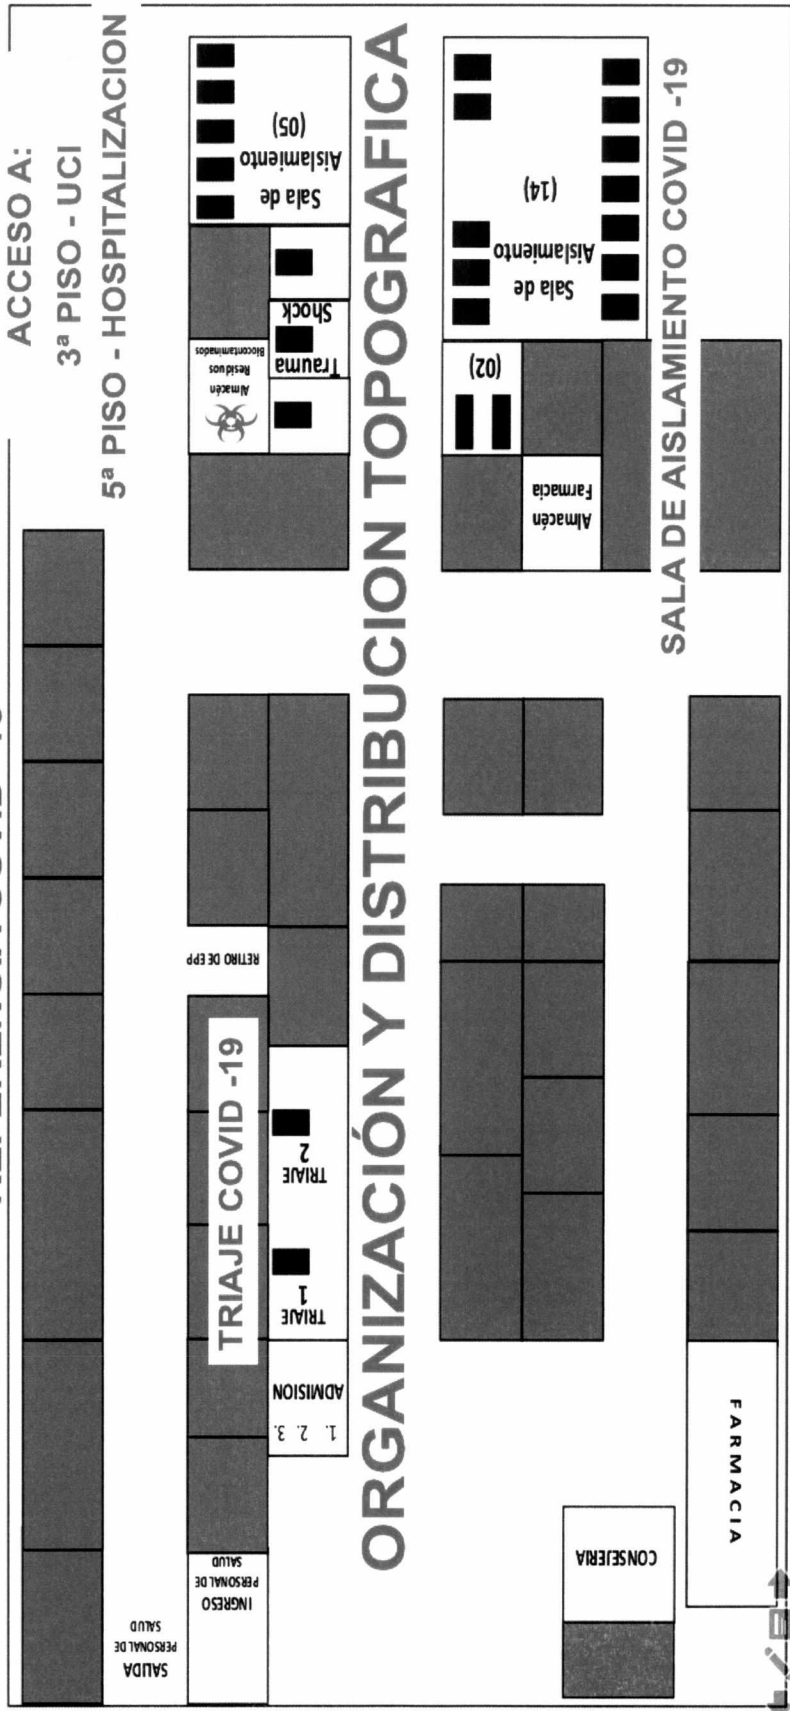 ACCESO A:
3ª PISO - UCI
5ª PISO - HOSPITALIZACION
Sala de
Aislamiento
(05)
Trauma
Shock
Almacén
Residuos
Biocontaminados
ORGANIZACIÓN Y DISTRIBUCION TOPOGRAFICA
Sala de
Aislamiento
(14)
(02)
Almacén
Farmacia
SALA DE AISLAMIENTO COVID -19
RETIRO DE EPP
TRIAJE COVID -19
TRIAJE
2
TRIAJE
1
ADMISION
1. 2. 3.
INGRESO
PERSONAL DE
SALUD
SALIDA
PERSONAL DE
SALUD
CONSEJERIA
FARMACIA